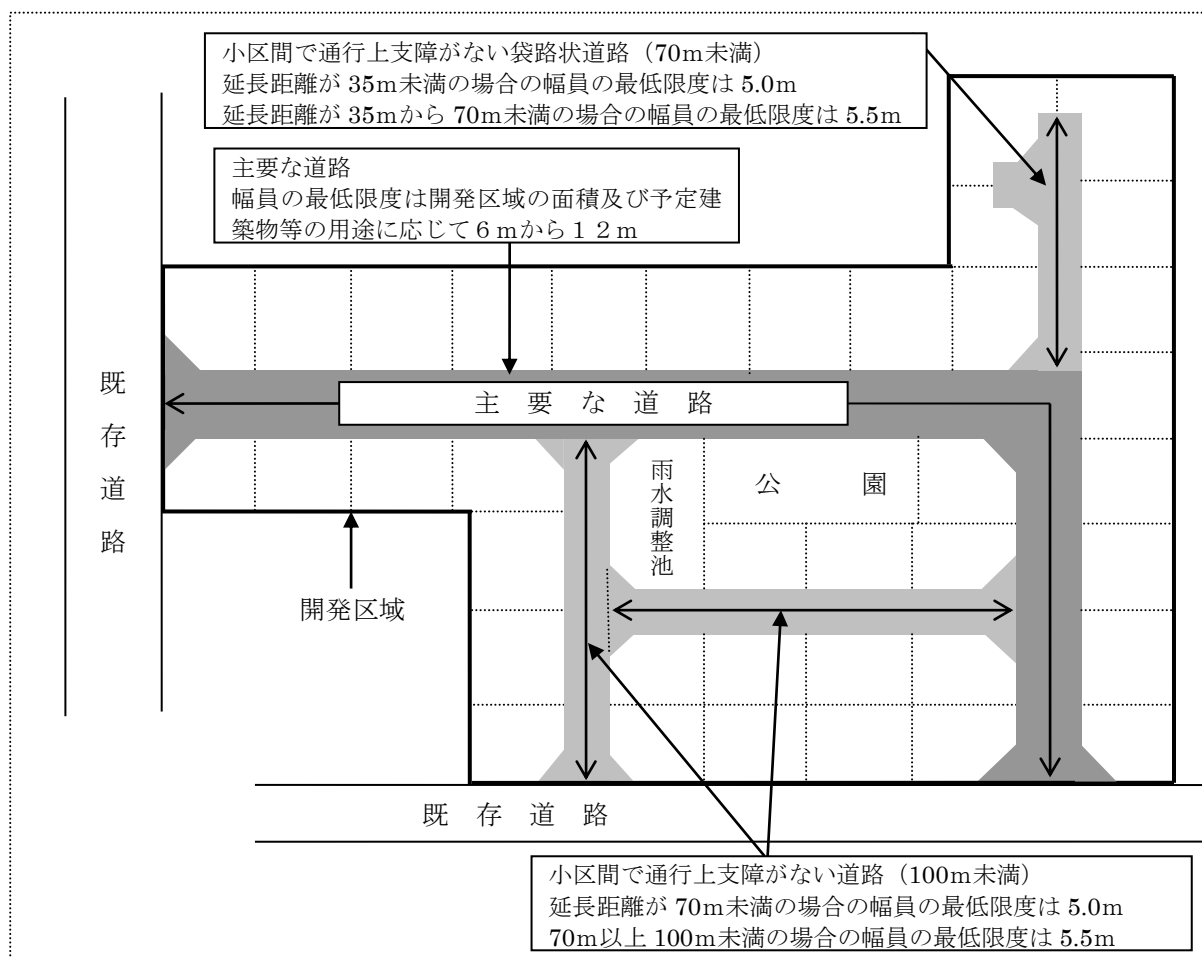 小区間で通行上支障がない袋路状道路（70m未満）
延長距離が 35m未満の場合の幅員の最低限度は 5.0m
延長距離が 35mから 70m未満の場合の幅員の最低限度は 5.5m
主要な道路
幅員の最低限度は開発区域の面積及び予定建
築物等の用途に応じて６ｍから１２ｍ
既存道路
主要な道路
雨水調整池
公園
開発区域
既存道路
小区間で通行上支障がない道路（100m未満）
延長距離が 70m未満の場合の幅員の最低限度は 5.0m
70m以上 100m未満の場合の幅員の最低限度は 5.5m